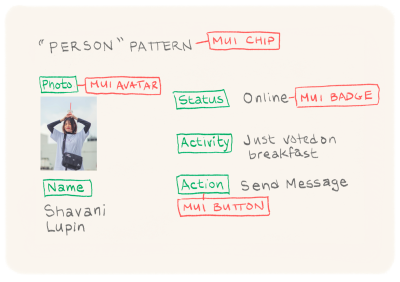 "PERSON" PATTERN MUI CHIP
Photo MUI AVATAR
Status Online MUI BADGE
Activity Just voted on
breakfast
Name
Action Send Message
Shavani
Lupin
MUI BUTTON